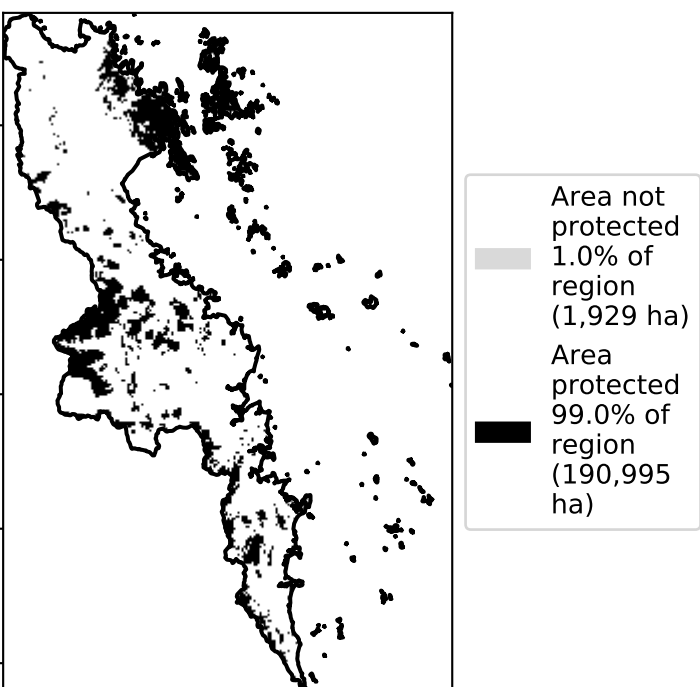 Area not
protected
1.0% of
region
(1,929 ha)
Area
protected
99.0% of
region
(190,995
ha)